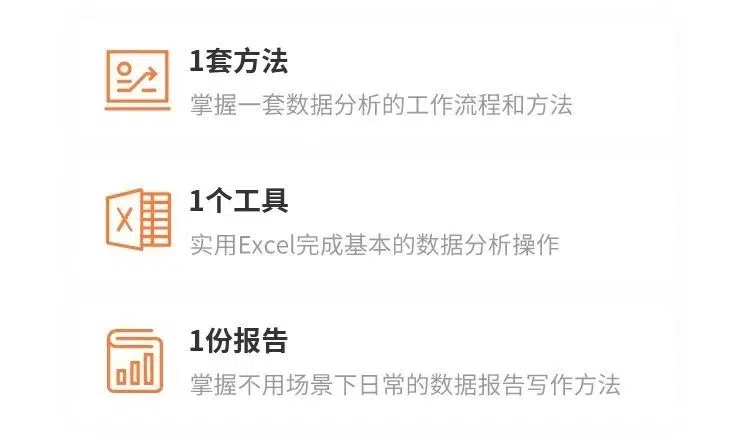 1套方法
掌握一套数据分析的工作流程和方法
1个工具
实用Excel完成基本的数据分析操作
1份报告
掌握不用场景下日常的数据报告写作方法